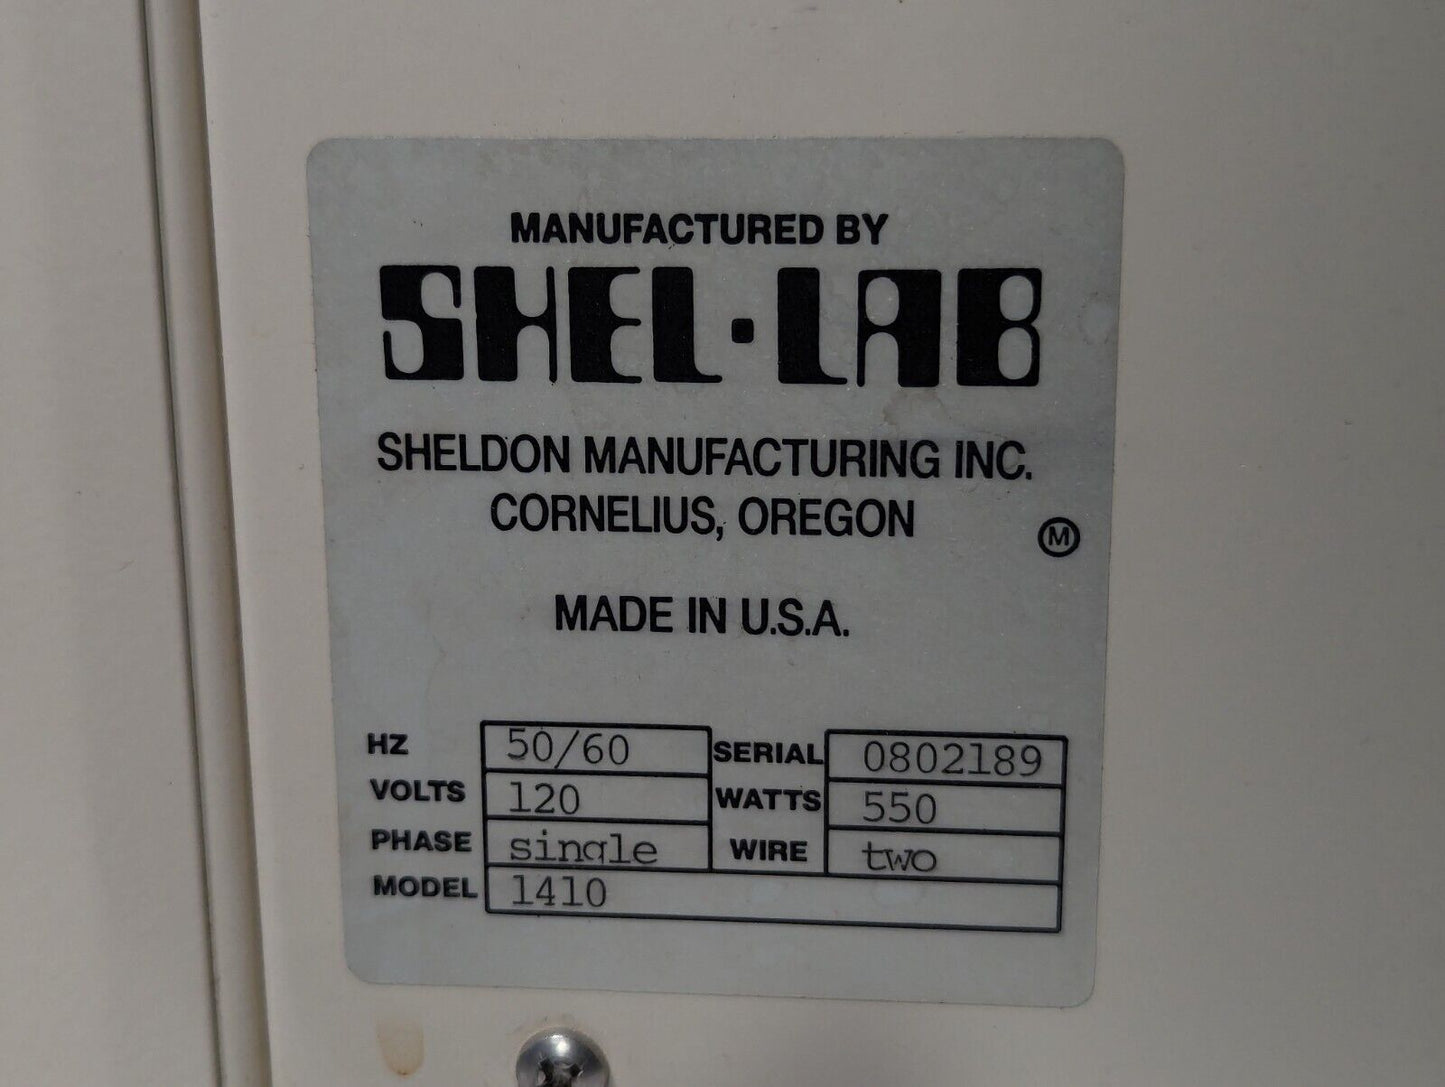 MANUFACTURED BY
SHEL·LAB
SHELDON MANUFACTURING INC.
CORNELIUS, OREGON
M
MADE IN U.S.A.
HZ 50/60 SERIAL 0802189
VOLTS 120 WATTS 550
PHASE single WIRE two
MODEL 1410